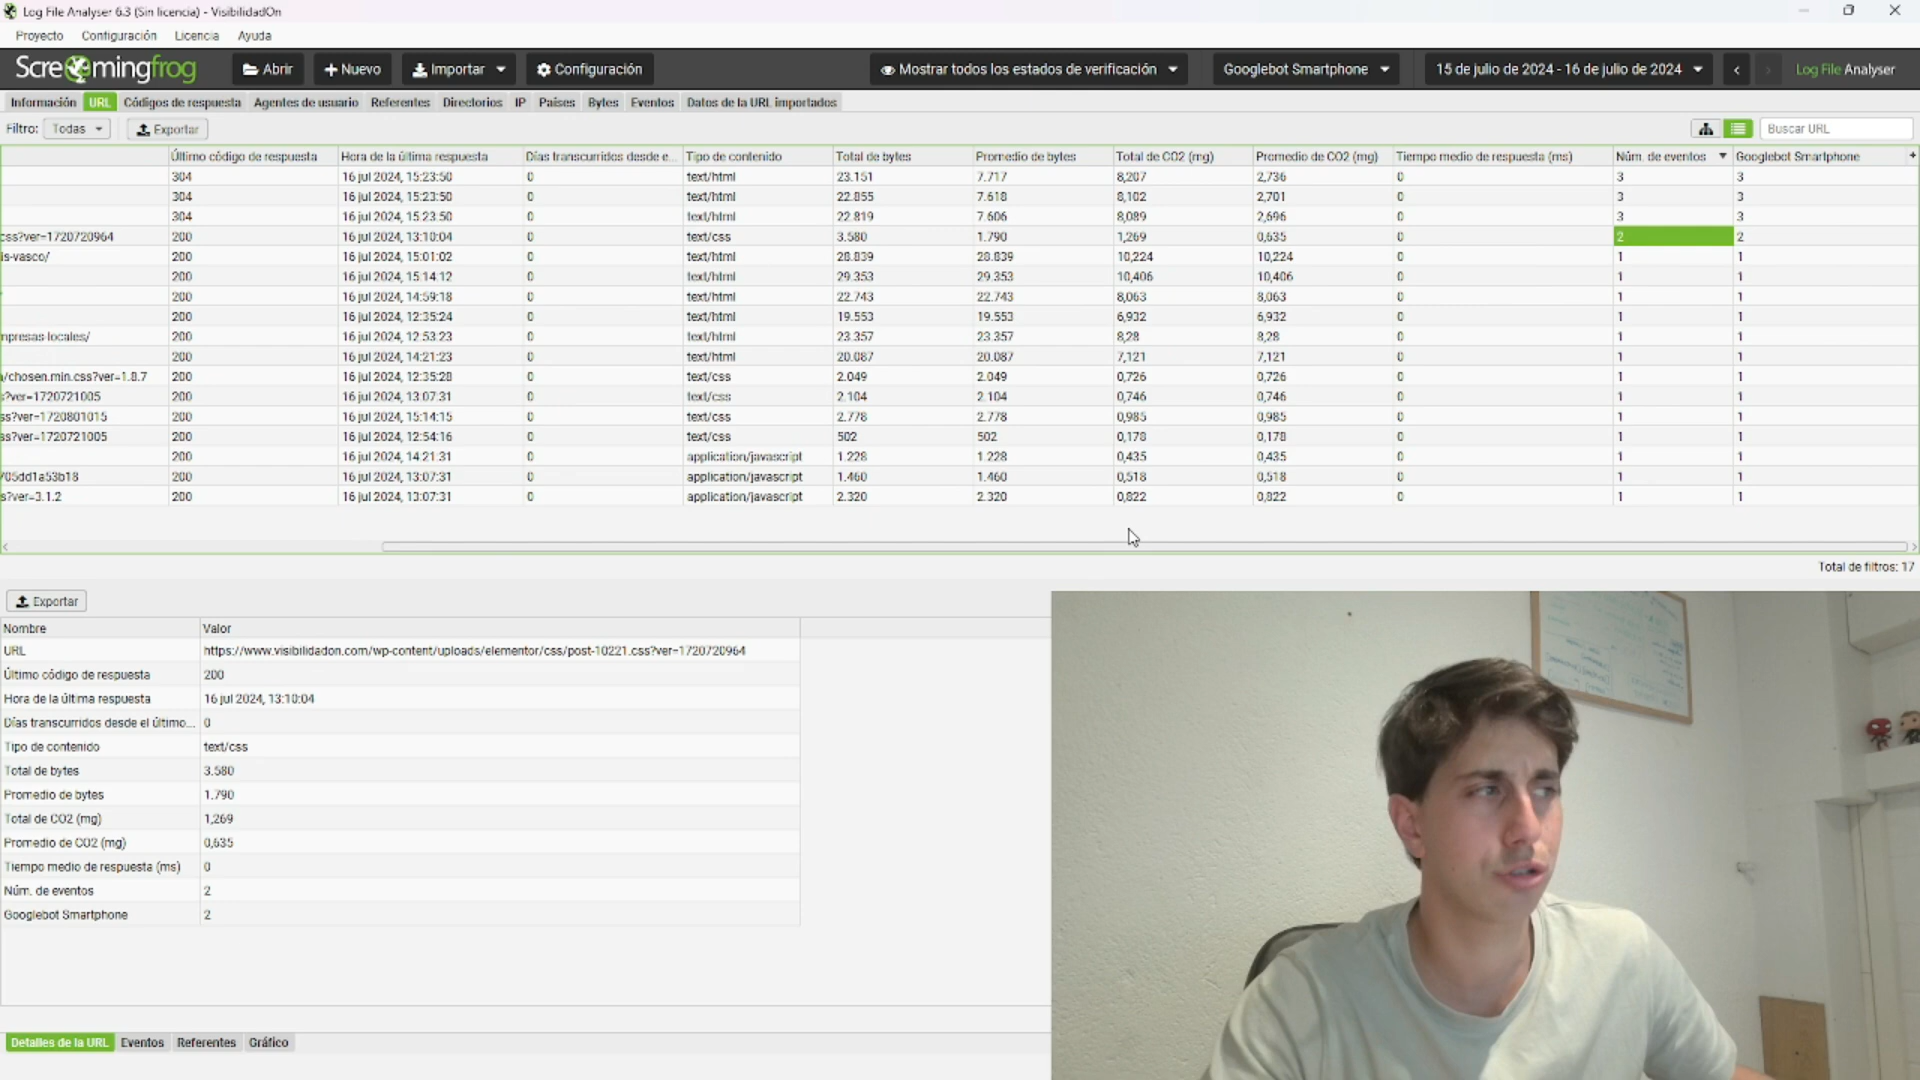 Log File Analyser 6.3 (Sin licencia) - VisibilidadOn
Proyecto Configuración Licencia Ayuda
Screamingfrog Abrir Nuevo Importar Configuración Mostrar todos los estados de verificación Googlebot Smartphone 15 de julio de 2024 - 16 de julio de 2024 Log File Analyser
Información URL Códigos de respuesta Agentes de usuario Referentes Directorios IP Países Bytes Eventos Datos de la URL importados
Filtro: Todas Exportar Buscar URL
Último código de respuesta Hora de la última respuesta Días transcurridos desde e... Tipo de contenido Total de bytes Promedio de bytes Total de CO2 (mg) Promedio de CO2 (mg) Tiempo medio de respuesta (ms) Núm. de eventos Googlebot Smartphone +
304 16 jul 2024, 15:23:50 0 text/html 23.151 7.717 8,207 2,736 0 3 3
304 16 jul 2024, 15:23:50 0 text/html 22.855 7.618 8,102 2,701 0 3 3
304 16 jul 2024, 15:23:50 0 text/html 22.819 7.606 8,089 2,696 0 3 3
css?ver=1720720964 200 16 jul 2024, 13:10:04 0 text/css 3.580 1.790 1,269 0,635 0 2 2
is-vasco/ 200 16 jul 2024, 15:01:02 0 text/html 28.839 28.839 10,224 10,224 0 1 1
200 16 jul 2024, 15:14:12 0 text/html 29.353 29.353 10,406 10,406 0 1 1
/ 200 16 jul 2024, 14:59:18 0 text/html 22.743 22.743 8,063 8,063 0 1 1
200 16 jul 2024, 12:35:24 0 text/html 19.553 19.553 6,932 6,932 0 1 1
mpresas-locales/ 200 16 jul 2024, 12:53:23 0 text/html 23.357 23.357 8,28 8,28 0 1 1
200 16 jul 2024, 14:21:23 0 text/html 20.087 20.087 7,121 7,121 0 1 1
/chosen.min.css?ver=1.8.7 200 16 jul 2024, 12:35:28 0 text/css 2.049 2.049 0,726 0,726 0 1 1
?ver=1720721005 200 16 jul 2024, 13:07:31 0 text/css 2.104 2.104 0,746 0,746 0 1 1
ss?ver=1720801015 200 16 jul 2024, 15:14:15 0 text/css 2.778 2.778 0,985 0,985 0 1 1
ss?ver=1720721005 200 16 jul 2024, 12:54:16 0 text/css 502 502 0,178 0,178 0 1 1
200 16 jul 2024, 14:21:31 0 application/javascript 1.228 1.228 0,435 0,435 0 1 1
/05dd1a53b18 200 16 jul 2024, 13:07:31 0 application/javascript 1.460 1.460 0,518 0,518 0 1 1
s?ver=3.1.2 200 16 jul 2024, 13:07:31 0 application/javascript 2.320 2.320 0,822 0,822 0 1 1
Total de filtros: 17
Exportar
Nombre Valor
URL https://www.visibilidadon.com/wp-content/uploads/elementor/css/post-10221.css?ver=1720720964
Último código de respuesta 200
Hora de la última respuesta 16 jul 2024, 13:10:04
Días transcurridos desde el último... 0
Tipo de contenido text/css
Total de bytes 3.580
Promedio de bytes 1.790
Total de CO2 (mg) 1,269
Promedio de CO2 (mg) 0,635
Tiempo medio de respuesta (ms) 0
Núm. de eventos 2
Googlebot Smartphone 2
Detalles de la URL Eventos Referentes Gráfico